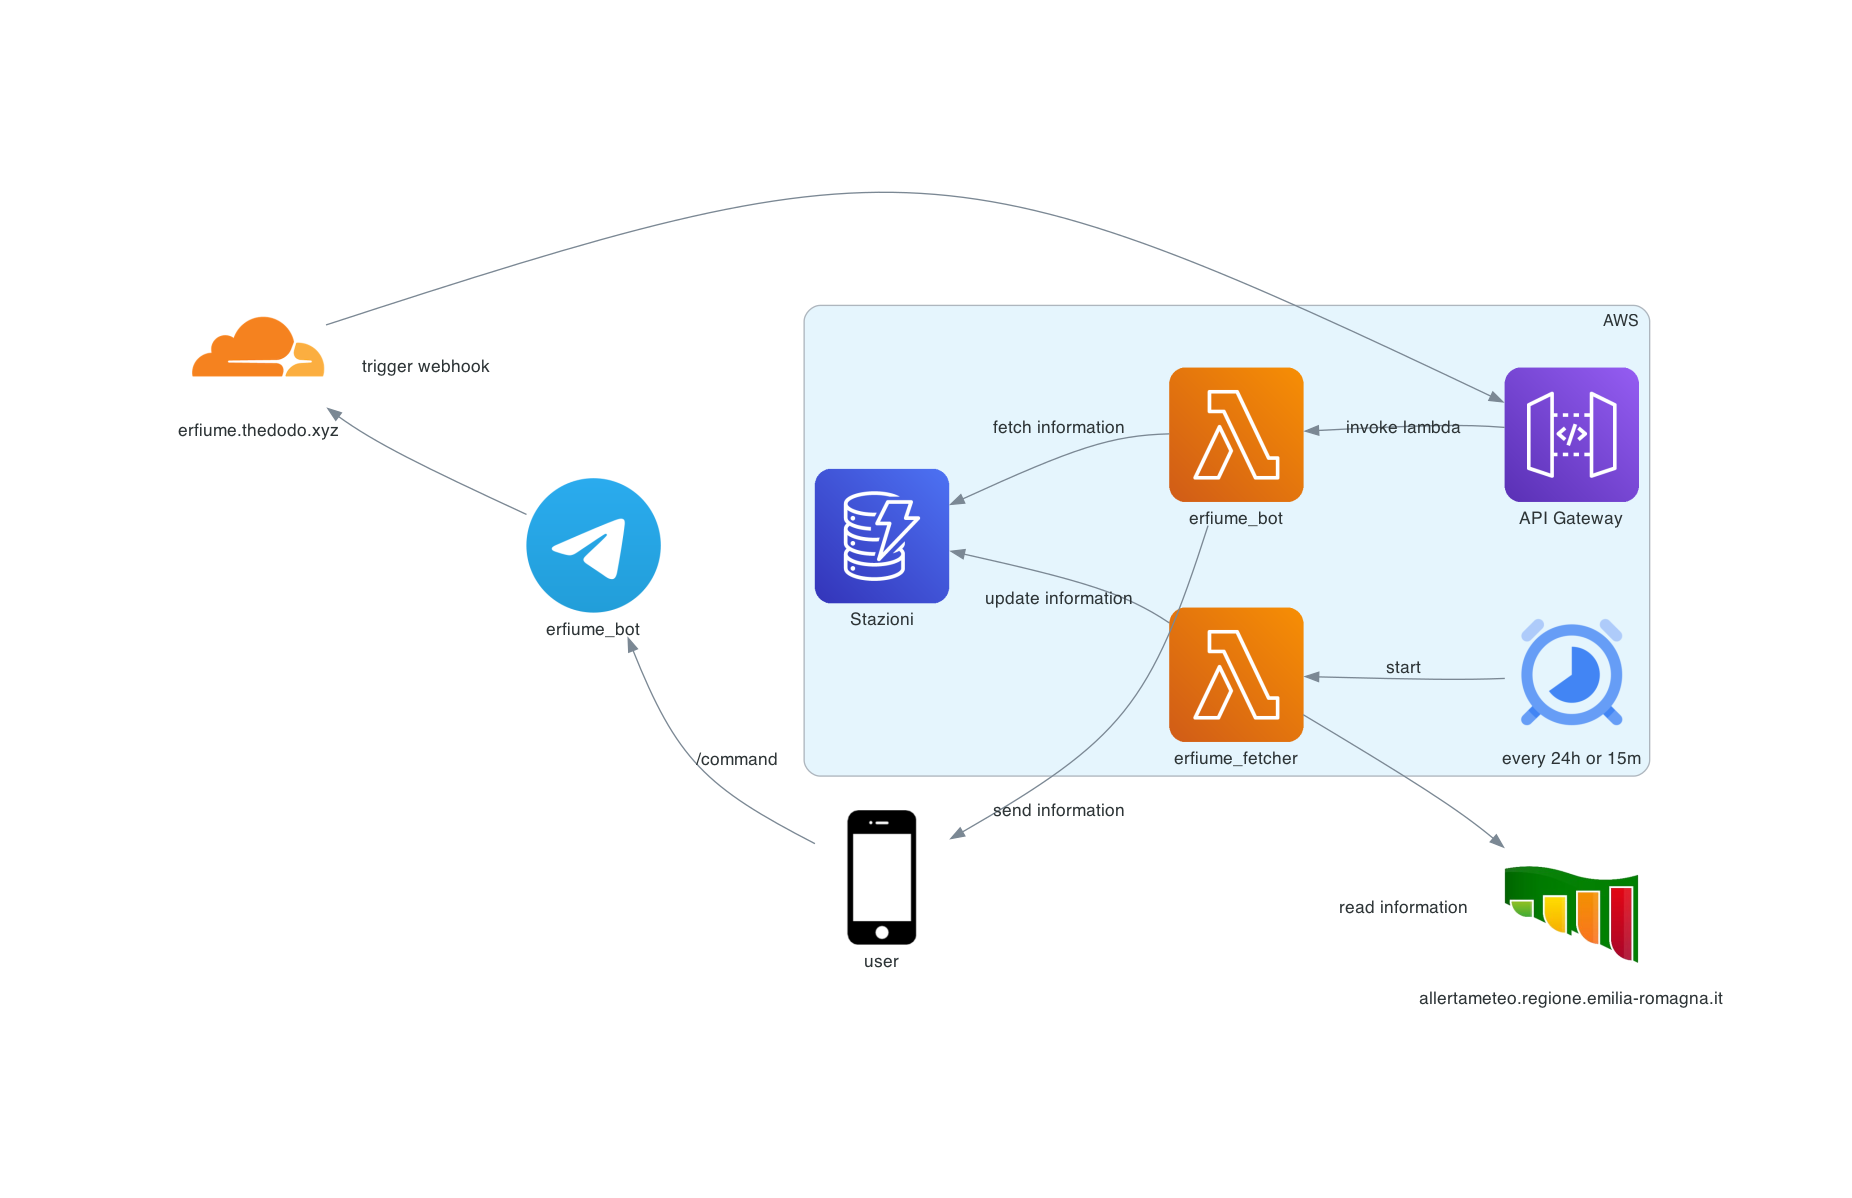 AWS
trigger webhook
erfiume.thedodo.xyz
fetch information
invoke lambda
erfiume_bot
API Gateway
Stazioni
update information
erfiume_bot
start
/command
erfiume_fetcher
every 24h or 15m
send information
read information
user
allertameteo.regione.emilia-romagna.it